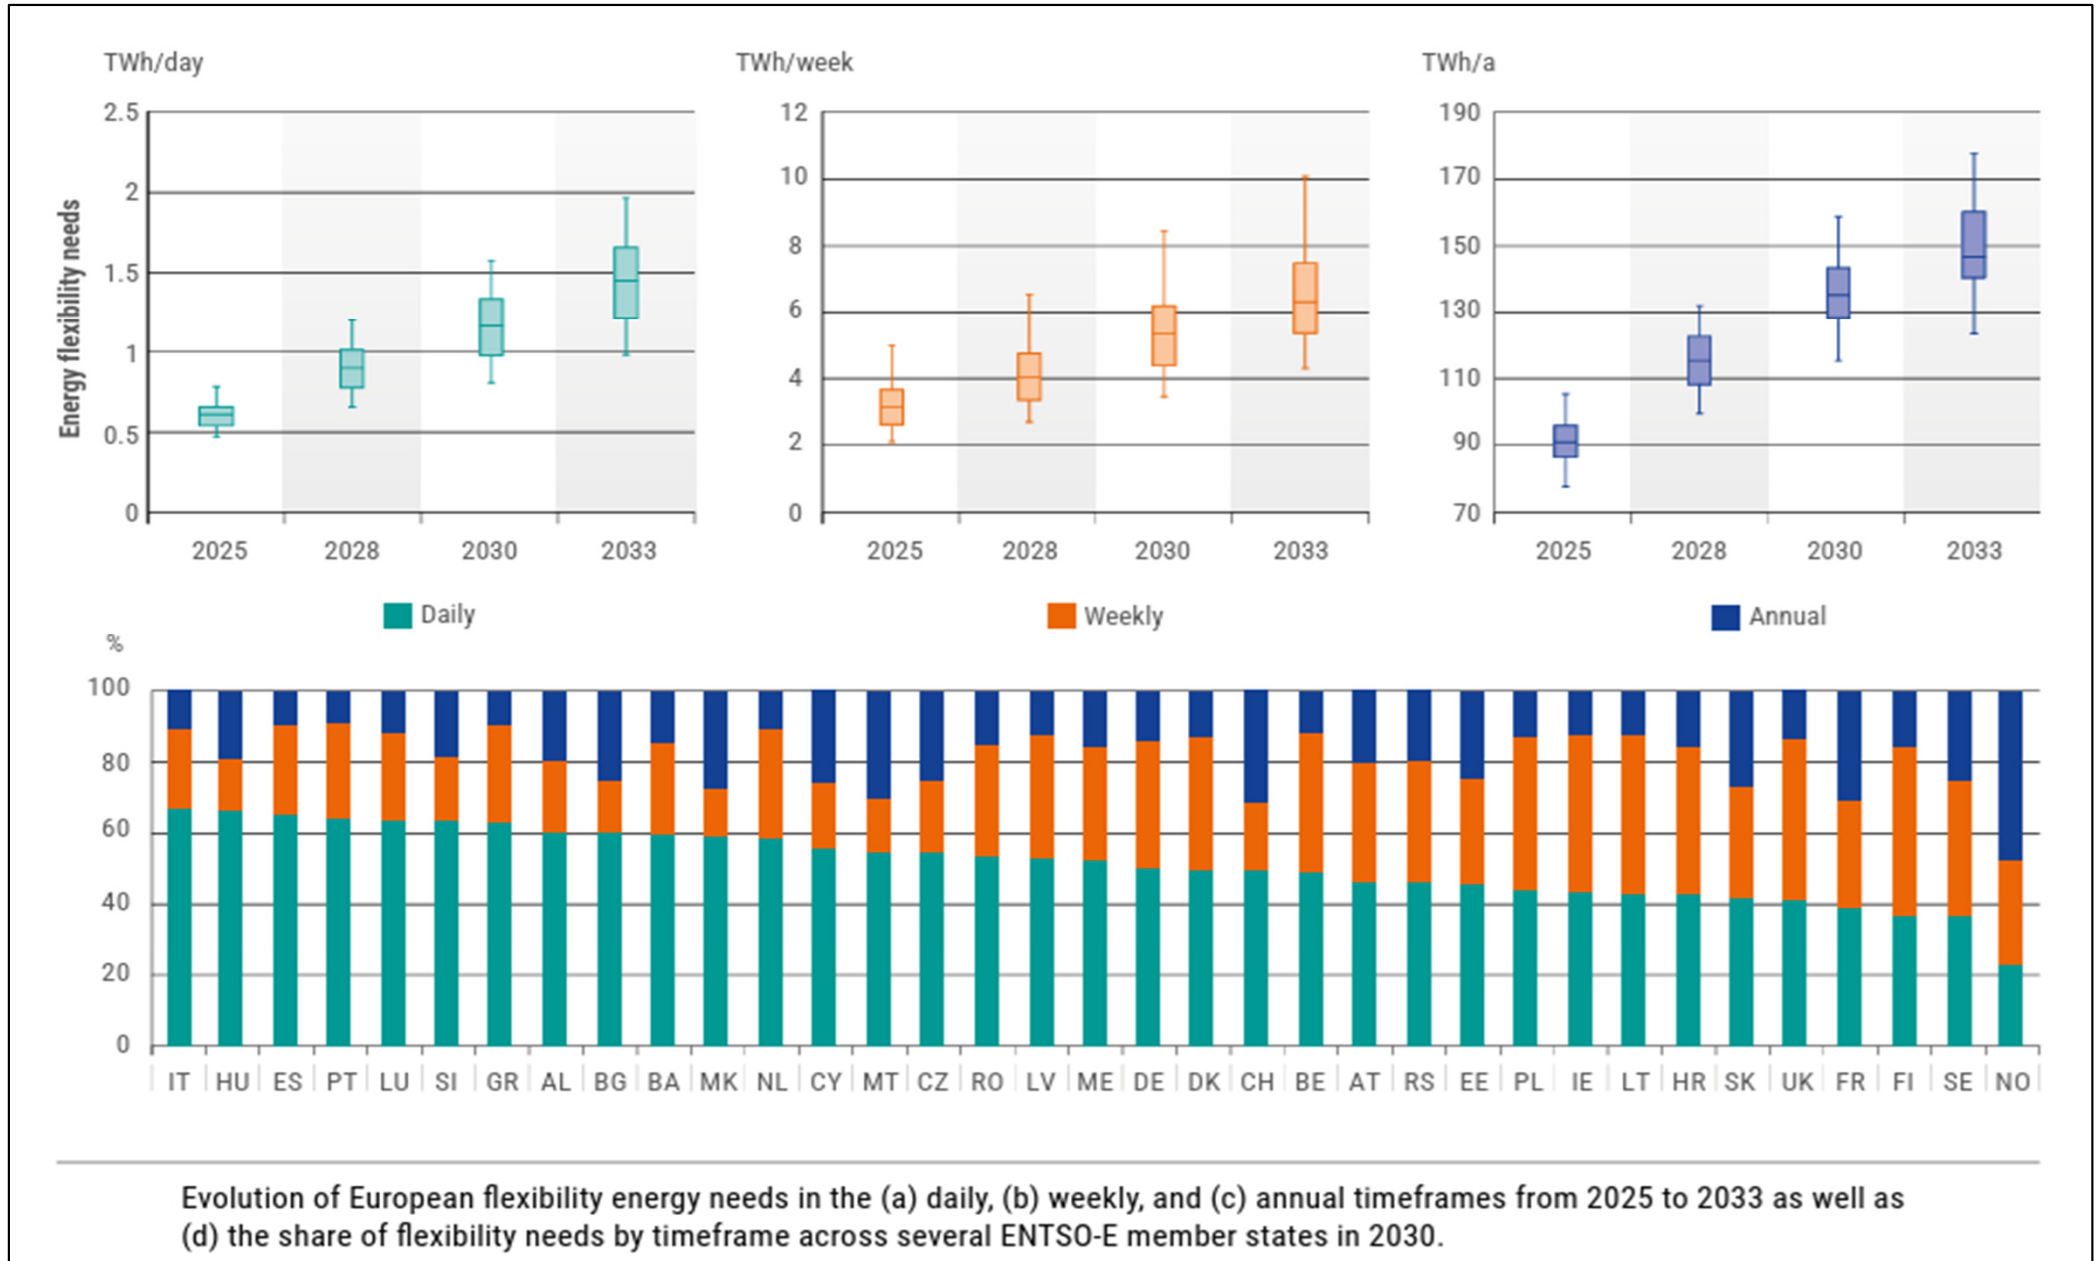 TWh/day
TWh/week
TWh/a
Energy flexibility needs
2.5
2
1.5
1
0.5
0
2025 2028 2030 2033
12
10
8
6
4
2
0
2025 2028 2030 2033
190
170
150
130
110
90
70
2025 2028 2030 2033
Daily
Weekly
Annual
%
100
80
60
40
20
0
IT HU ES PT LU SI GR AL BG BA MK NL CY MT CZ RO LV ME DE DK CH BE AT RS EE PL IE LT HR SK UK FR FI SE NO
Evolution of European flexibility energy needs in the (a) daily, (b) weekly, and (c) annual timeframes from 2025 to 2033 as well as
(d) the share of flexibility needs by timeframe across several ENTSO-E member states in 2030.